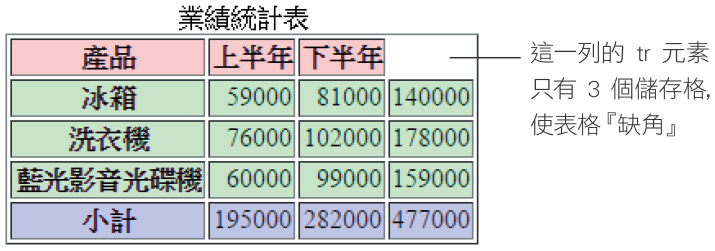 業績統計表
產品 上半年 下半年
冰箱 59000 81000 140000
洗衣機 76000 102000 178000
藍光影音光碟機 60000 99000 159000
小計 195000 282000 477000
這一列的 tr 元素
只有 3 個儲存格,
使表格『缺角』